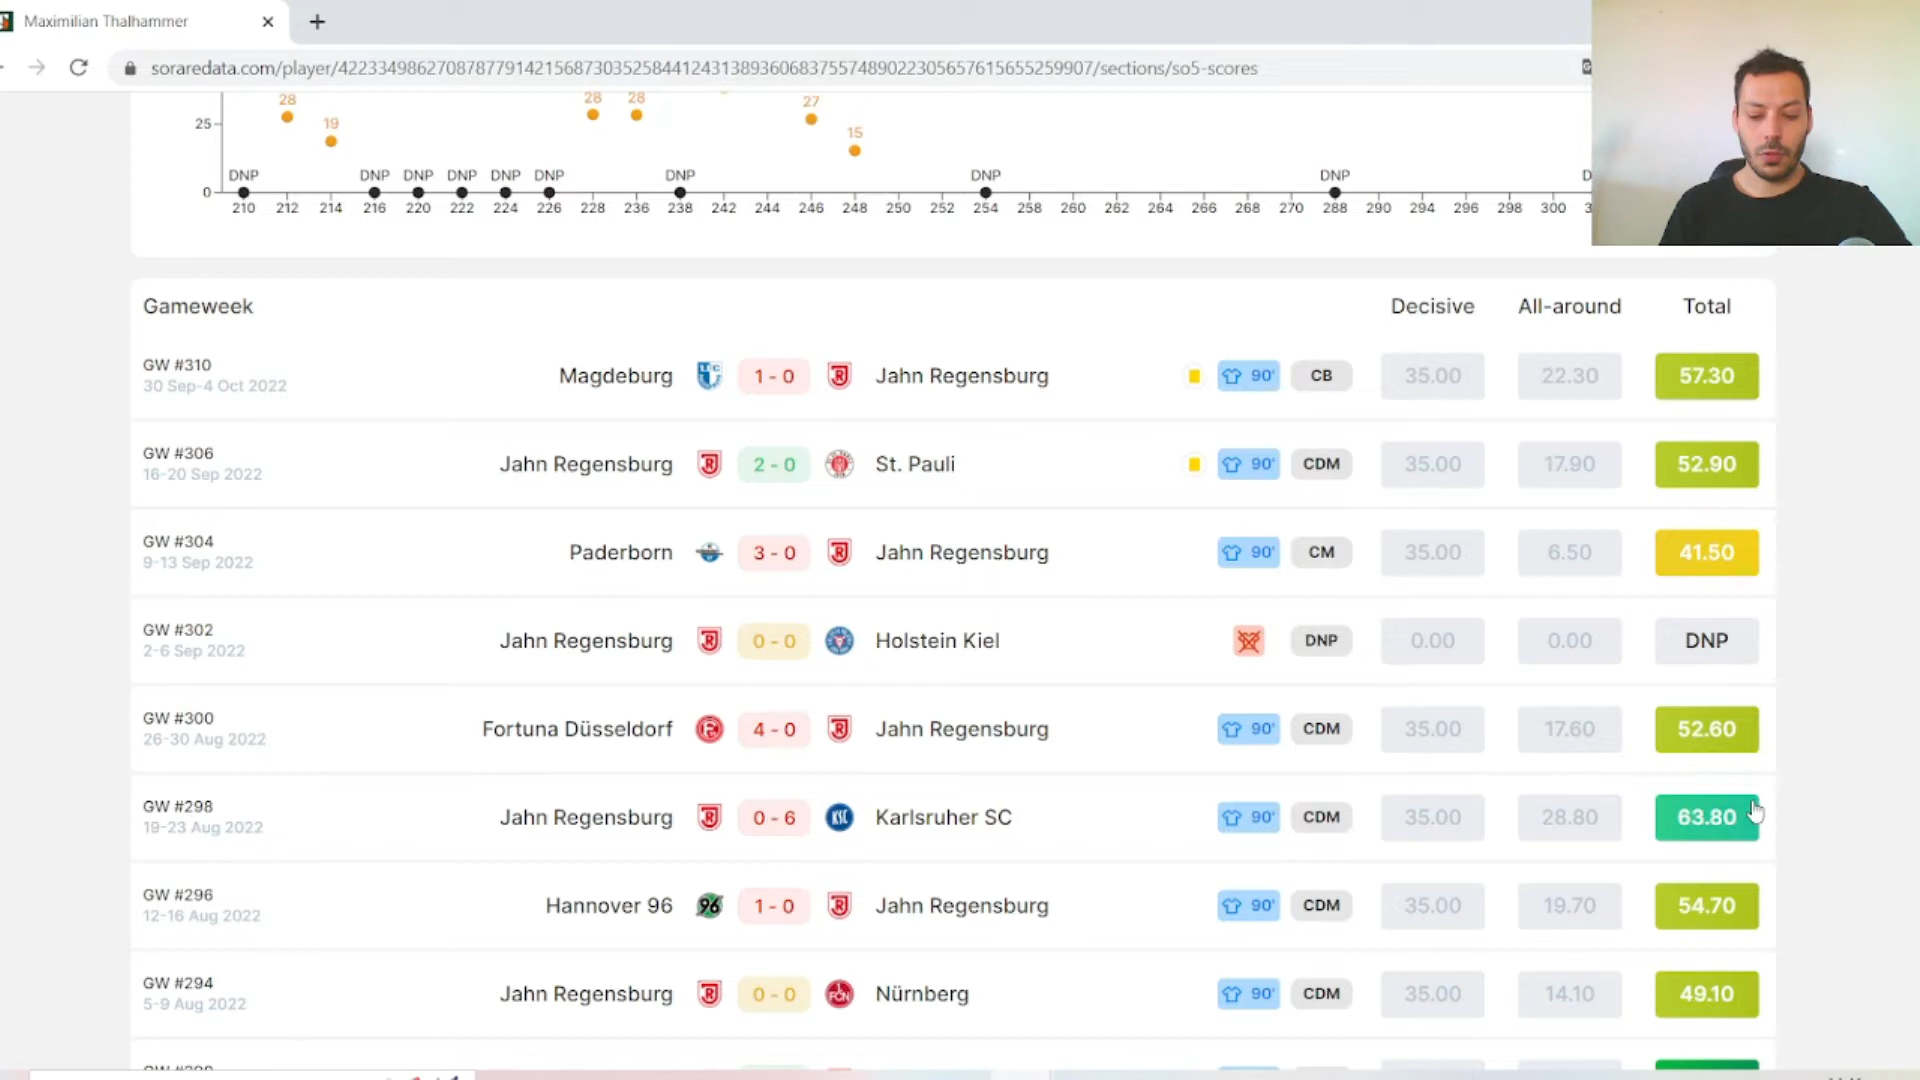 Maximilian Thalhammer
soraredata.com/player/42233498627087877914215687303525844124313893606837557489022305657615655259907/sections/so5-scores
28 28 28 27
25 19 15
DNP DNP DNP DNP DNP DNP DNP DNP DNP D
0
210 212 214 216 220 222 224 226 228 236 238 242 244 246 248 250 252 254 258 260 262 264 266 268 270 288 290 294 296 298 300 3
Gameweek Decisive All-around Total
GW #310
30 Sep-4 Oct 2022
Magdeburg 1 - 0 Jahn Regensburg 90' CB 35.00 22.30 57.30
GW #306
16-20 Sep 2022
Jahn Regensburg 2 - 0 St. Pauli 90' CDM 35.00 17.90 52.90
GW #304
9-13 Sep 2022
Paderborn 3 - 0 Jahn Regensburg 90' CM 35.00 6.50 41.50
GW #302
2-6 Sep 2022
Jahn Regensburg 0 - 0 Holstein Kiel DNP 0.00 0.00 DNP
GW #300
26-30 Aug 2022
Fortuna Düsseldorf 4 - 0 Jahn Regensburg 90' CDM 35.00 17.60 52.60
GW #298
19-23 Aug 2022
Jahn Regensburg 0 - 6 KSC Karlsruher SC 90' CDM 35.00 28.80 63.80
GW #296
12-16 Aug 2022
Hannover 96 96 1 - 0 Jahn Regensburg 90' CDM 35.00 19.70 54.70
GW #294
5-9 Aug 2022
Jahn Regensburg 0 - 0 FCN Nürnberg 90' CDM 35.00 14.10 49.10